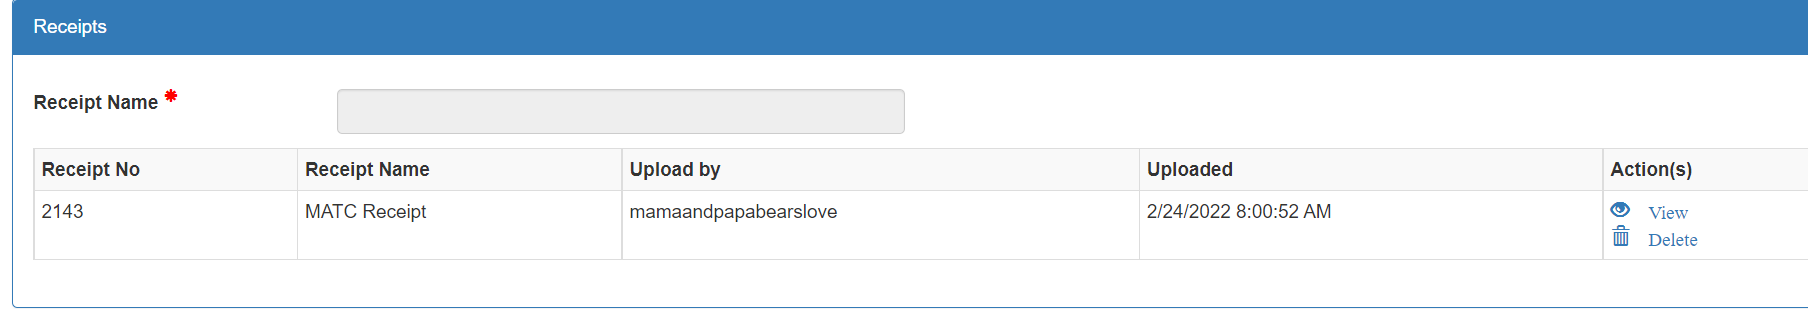 Receipts
Receipt Name *
Receipt No Receipt Name Upload by Uploaded Action(s)
2143 MATC Receipt mamaandpapabearslove 2/24/2022 8:00:52 AM View
Delete